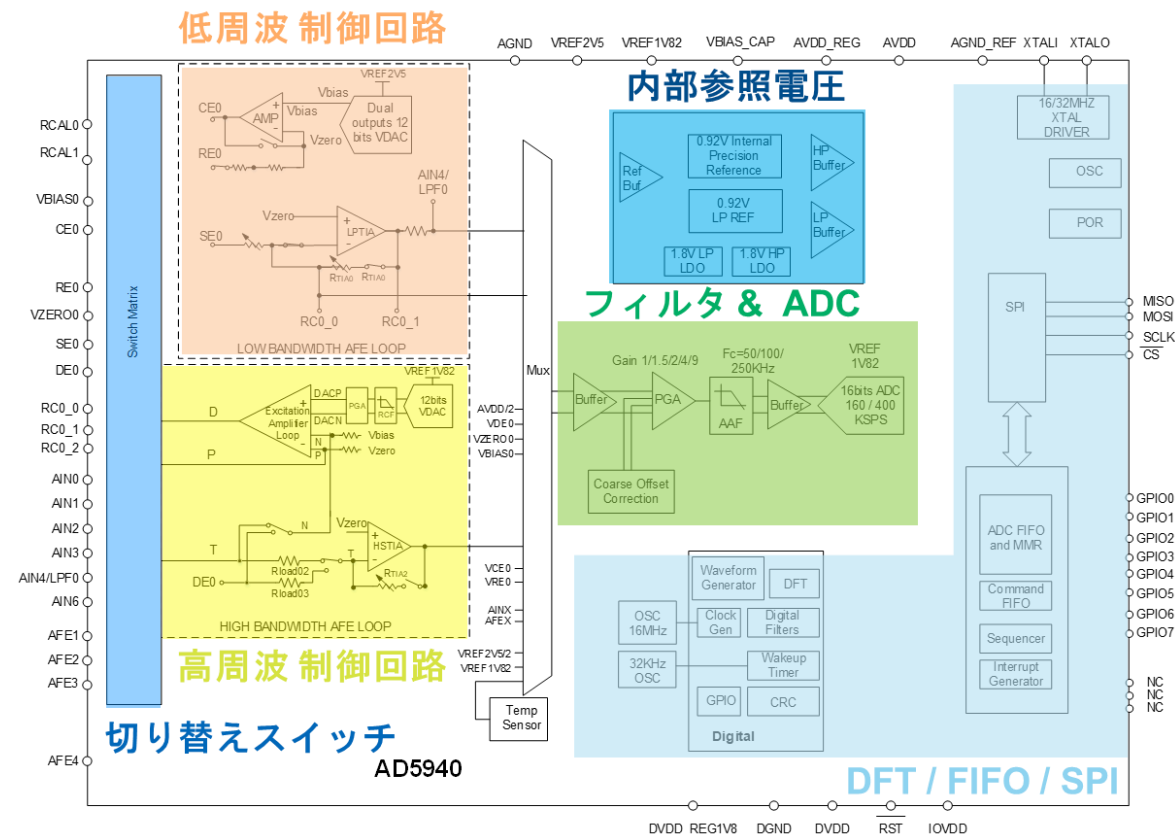 低周波 制御回路
AGND
VREF2V5
VREF1V82
VBIAS_CAP
AVDD_REG
AVDD
AGND_REF
XTALI
XTALO
RCAL0
RCAL1
VBIAS0
CE0
RE0
VZERO0
SE0
DE0
RC0_0
RC0_1
RC0_2
AIN0
AIN1
AIN2
AIN3
AIN4/LPF0
AIN6
AFE1
AFE2
AFE3
AFE4
Switch Matrix
切り替えスイッチ
VREF2V5
Vbias
CE0
AMP
Vbias
Vzero
Dual
outputs 12
bits VDAC
RE0
AIN4/
LPF0
Vzero
+
-
LPTIA
SE0
RTIA0
RTIA0
RC0_0
RC0_1
LOW BANDWIDTH AFE LOOP
VREF1V82
DACP
DACN
PGA
RCF
12bits
VDAC
Excitation
Amplifier
Loop
D
P
N
P
Vbias
Vzero
N
Vzero
T
T
HSTIA
Rload02
Rload03
DE0
RTIA2
HIGH BANDWIDTH AFE LOOP
高周波 制御回路
AD5940
Mux
AVDD/2
VDE0
VZERO0
VBIAS0
VCE0
VRE0
AINX
AFEX
VREF2V5/2
VREF1V82
Temp
Sensor
内部参照電圧
Ref
Buf
0.92V Internal
Precision
Reference
HP
Buffer
0.92V
LP REF
LP
Buffer
1.8V LP
LDO
1.8V HP
LDO
フィルタ & ADC
Gain 1/1.5/2/4/9
Fc=50/100/
250KHz
VREF
1V82
Buffer
PGA
AAF
Buffer
16bits ADC
160 / 400
KSPS
Coarse Offset
Correction
16/32MHZ
XTAL
DRIVER
OSC
POR
SPI
MISO
MOSI
SCLK
CS
ADC FIFO
and MMR
Command
FIFO
Sequencer
Interrupt
Generator
GPIO0
GPIO1
GPIO2
GPIO3
GPIO4
GPIO5
GPIO6
GPIO7
NC
NC
NC
Waveform
Generator
DFT
OSC
16MHz
Clock
Gen
Digital
Filters
32KHz
OSC
Wakeup
Timer
GPIO
CRC
Digital
DFT / FIFO / SPI
DVDD_REG1V8
DGND
DVDD
RST
IOVDD